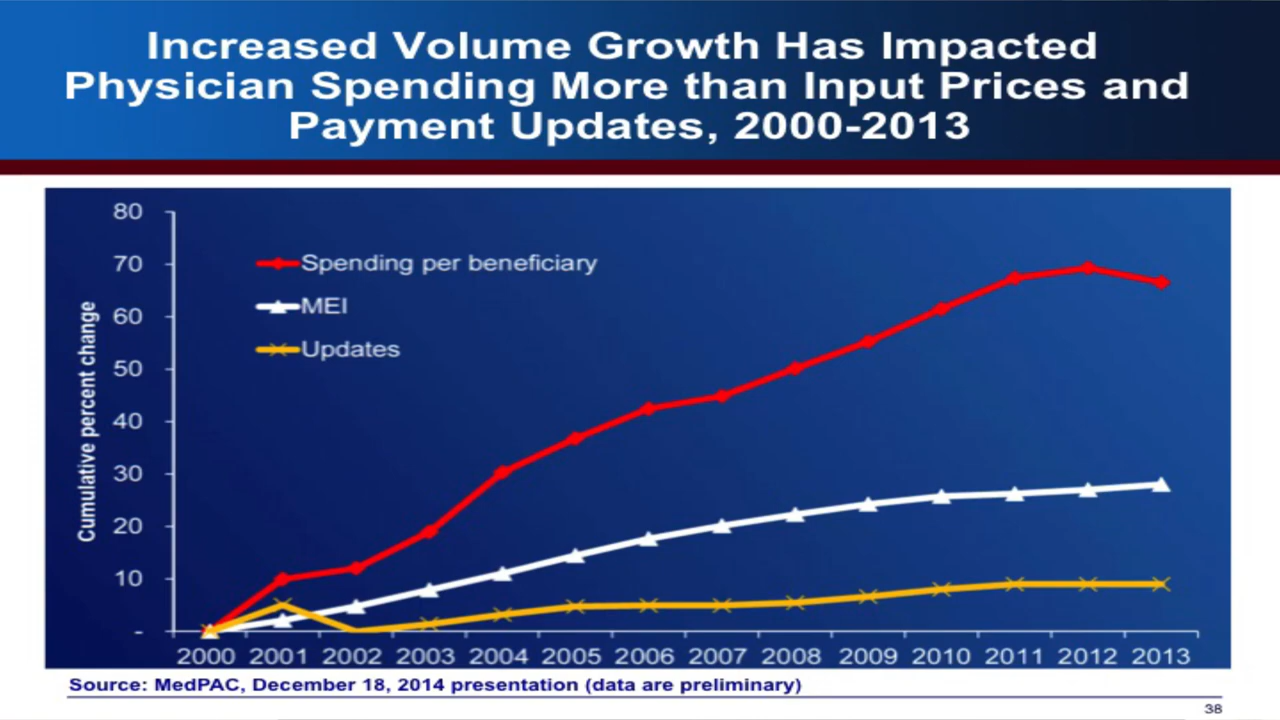 Increased Volume Growth Has Impacted
Physician Spending More than Input Prices and
Payment Updates, 2000-2013
80
70
60
50
40
30
20
10
-
Cumulative percent change
Spending per beneficiary
MEI
Updates
2000 2001 2002 2003 2004 2005 2006 2007 2008 2009 2010 2011 2012 2013
Source: MedPAC, December 18, 2014 presentation (data are preliminary)
38